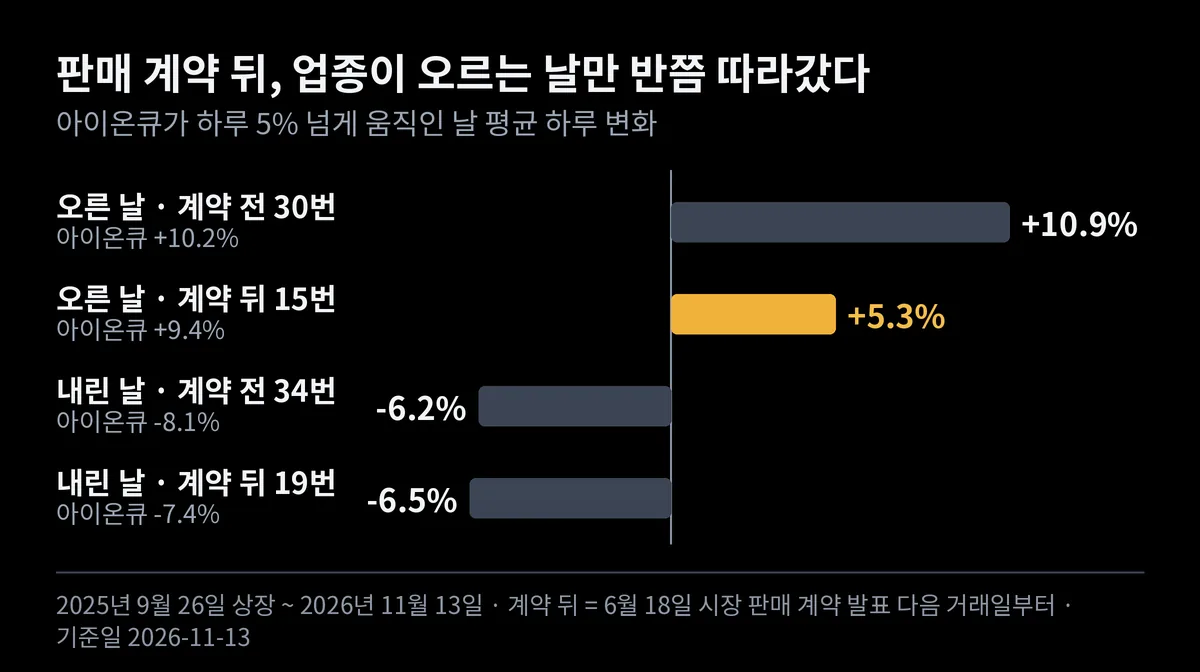 판매 계약 뒤, 업종이 오르는 날만 반쯤 따라갔다
아이온큐가 하루 5% 넘게 움직인 날 평균 하루 변화
오른 날 · 계약 전 30번
아이온큐 +10.2%
+10.9%
오른 날 · 계약 뒤 15번
아이온큐 +9.4%
+5.3%
내린 날 · 계약 전 34번
아이온큐 -8.1%
-6.2%
내린 날 · 계약 뒤 19번
아이온큐 -7.4%
-6.5%
2025년 9월 26일 상장 ~ 2026년 11월 13일 · 계약 뒤 = 6월 18일 시장 판매 계약 발표 다음 거래일부터 ·
기준일 2026-11-13